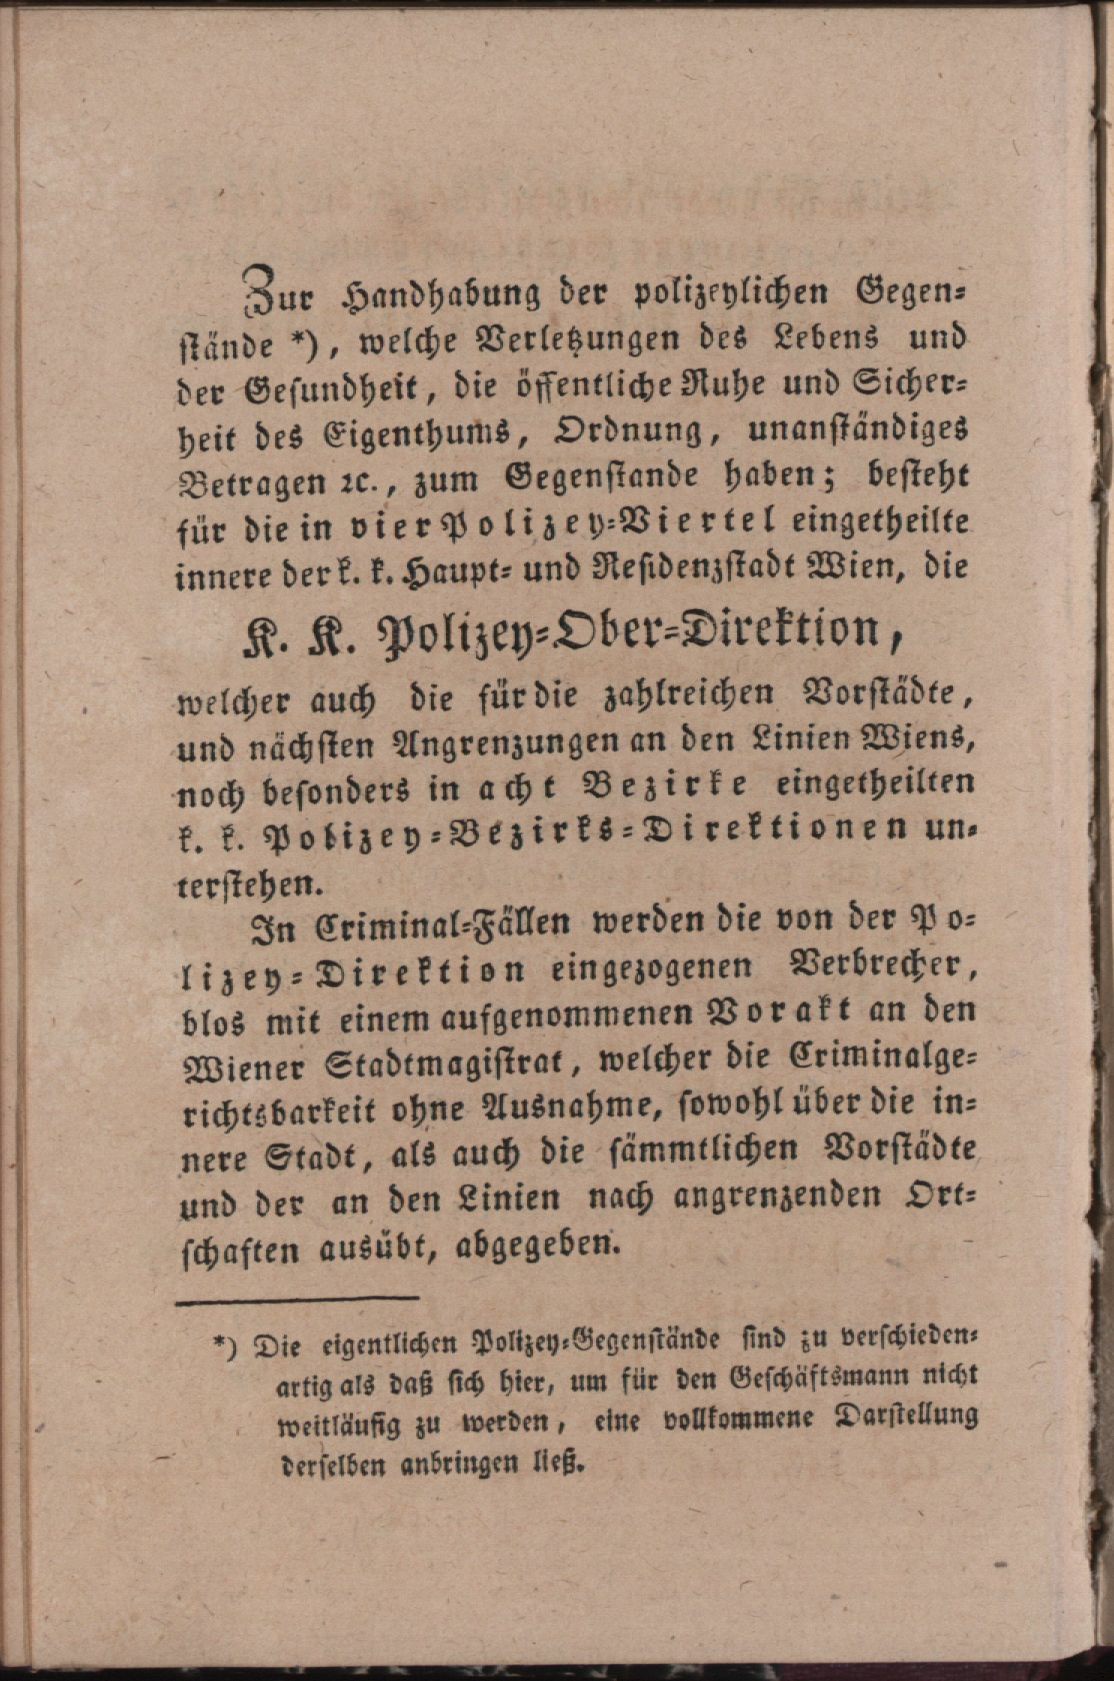 Zur Handhabung der polizeylichen Gegen-
stände *), welche Verletzungen des Lebens und
der Gesundheit, die öffentliche Ruhe und Sicher-
heit des Eigenthums, Ordnung, unanständiges
Betragen ꝛc., zum Gegenstande haben; besteht
für die in vier Polizey-Viertel eingetheilte
innere der k. k. Haupt- und Residenzstadt Wien, die
K. K. Polizey-Ober-Direktion,
welcher auch die für die zahlreichen Vorstädte,
und nächsten Angrenzungen an den Linien Wiens,
noch besonders in acht Bezirke eingetheilten
k. k. Pobizey-Bezirks-Direktionen un-
terstehen.
In Criminal-Fällen werden die von der Po-
lizey-Direktion eingezogenen Verbrecher,
blos mit einem aufgenommenen Vorakt an den
Wiener Stadtmagistrat, welcher die Criminalge-
richtsbarkeit ohne Ausnahme, sowohl über die in-
nere Stadt, als auch die sämmtlichen Vorstädte
und der an den Linien nach angrenzenden Ort-
schaften ausübt, abgegeben.
*) Die eigentlichen Polizey-Gegenstände sind zu verschieden-
artig als daß sich hier, um für den Geschäftsmann nicht
weitläufig zu werden, eine vollkommene Darstellung
derselben anbringen ließ.